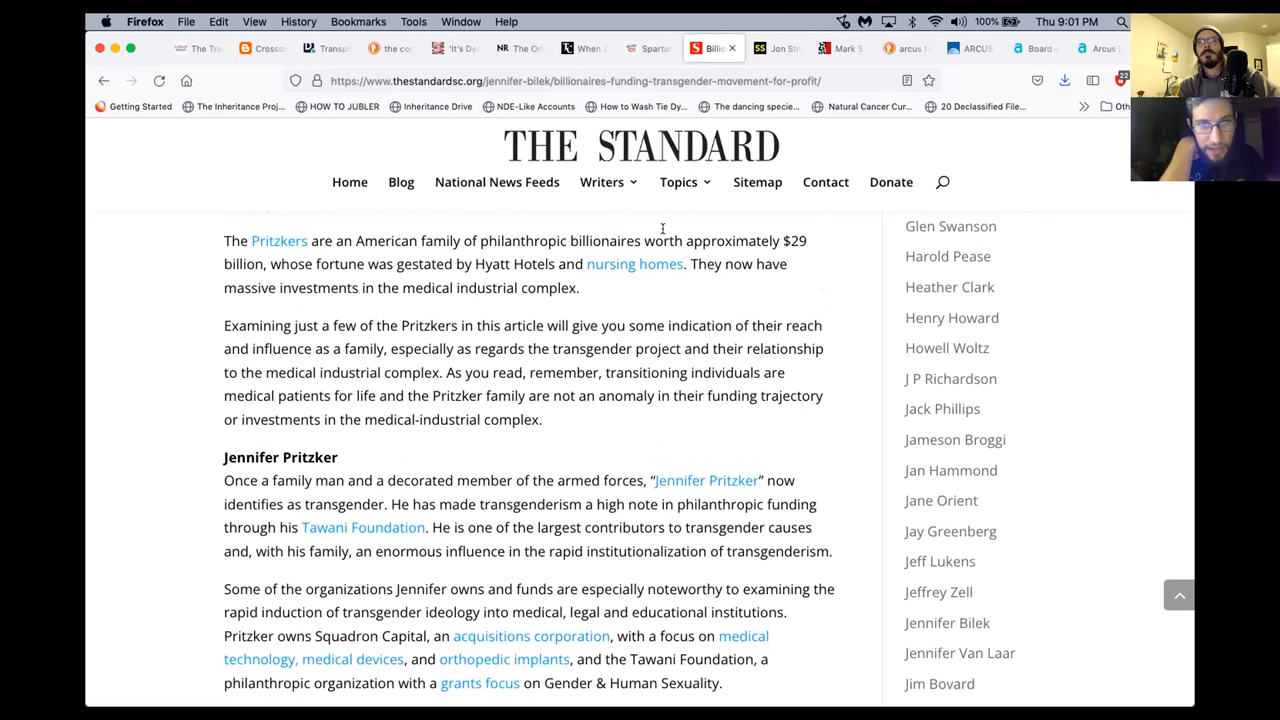 Firefox File Edit View History Bookmarks Tools Window Help 100% Thu 9:01 PM
The Tra Crosso Transpl the con 'It's De NR The Or When 2 Spartan Billio Jon Str Mark S arcus f ARCUS Board a Arcus |
https://www.thestandardsc.org/jennifer-bilek/billionaires-funding-transgender-movement-for-profit/ 22
Getting Started The Inheritance Proj... HOW TO JUBLER Inheritance Drive NDE-Like Accounts How to Wash Tie Dy... The dancing specie... Natural Cancer Cur... 20 Declassified File...
THE STANDARD
Home Blog National News Feeds Writers Topics Sitemap Contact Donate
The Pritzkers are an American family of philanthropic billionaires worth approximately $29
billion, whose fortune was gestated by Hyatt Hotels and nursing homes. They now have
massive investments in the medical industrial complex.
Examining just a few of the Pritzkers in this article will give you some indication of their reach
and influence as a family, especially as regards the transgender project and their relationship
to the medical industrial complex. As you read, remember, transitioning individuals are
medical patients for life and the Pritzker family are not an anomaly in their funding trajectory
or investments in the medical-industrial complex.
Jennifer Pritzker
Once a family man and a decorated member of the armed forces, “Jennifer Pritzker” now
identifies as transgender. He has made transgenderism a high note in philanthropic funding
through his Tawani Foundation. He is one of the largest contributors to transgender causes
and, with his family, an enormous influence in the rapid institutionalization of transgenderism.
Some of the organizations Jennifer owns and funds are especially noteworthy to examining the
rapid induction of transgender ideology into medical, legal and educational institutions.
Pritzker owns Squadron Capital, an acquisitions corporation, with a focus on medical
technology, medical devices, and orthopedic implants, and the Tawani Foundation, a
philanthropic organization with a grants focus on Gender & Human Sexuality.
Glen Swanson
Harold Pease
Heather Clark
Henry Howard
Howell Woltz
J P Richardson
Jack Phillips
Jameson Broggi
Jan Hammond
Jane Orient
Jay Greenberg
Jeff Lukens
Jeffrey Zell
Jennifer Bilek
Jennifer Van Laar
Jim Bovard